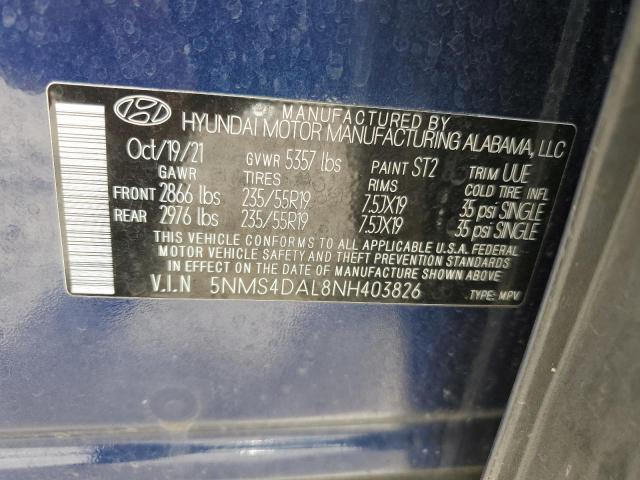 MANUFACTURED BY
HYUNDAI MOTOR MANUFACTURING ALABAMA, LLC
Oct/19/21 GVWR 5357 lbs PAINT ST2 TRIM UUE
GAWR TIRES RIMS COLD TIRE INFL
FRONT 2866 lbs 235/55R19 7.5JX19 35 psi SINGLE
REAR 2976 lbs 235/55R19 7.5JX19 35 psi SINGLE
THIS VEHICLE CONFORMS TO ALL APPLICABLE U.S.A. FEDERAL
MOTOR VEHICLE SAFETY AND THEFT PREVENTION STANDARDS
IN EFFECT ON THE DATE OF MANUFACTURE SHOWN ABOVE.
V.I.N 5NMS4DAL8NH403826 TYPE: MPV